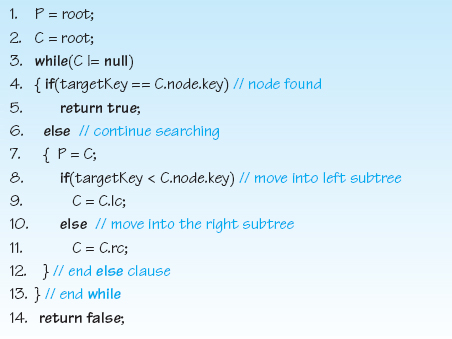 1. P = root;
2. C = root;
3. while(C != null)
4. { if(targetKey == C.node.key) // node found
5. return true;
6. else // continue searching
7. { P = C;
8. if(targetKey < C.node.key) // move into left subtree
9. C = C.lc;
10. else // move into the right subtree
11. C = C.rc;
12. } // end else clause
13. } // end while
14. return false;